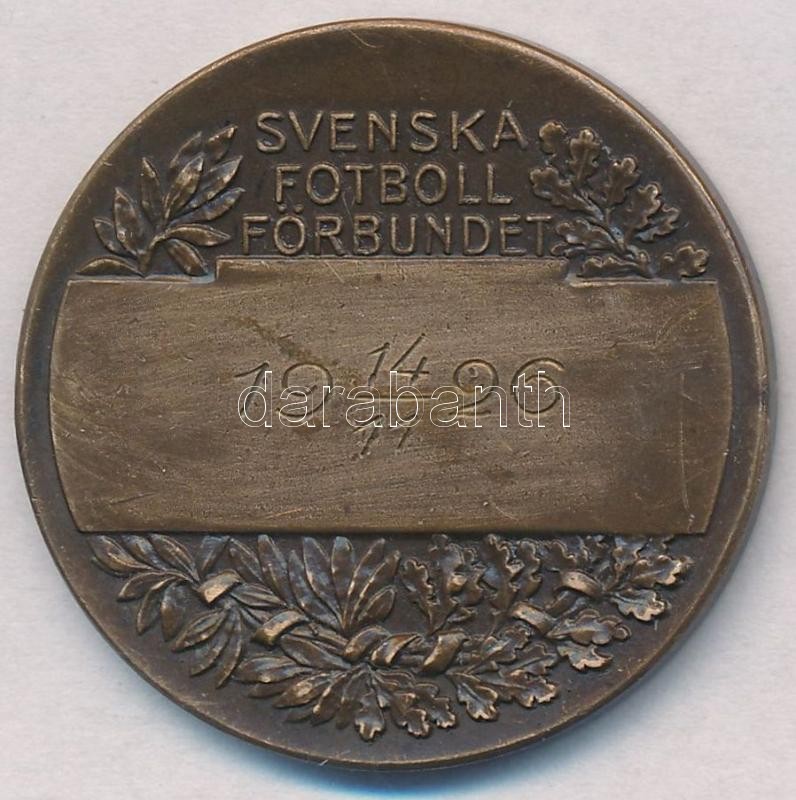 SVENSKA
FOTBOLL
FÖRBUNDET
19 14/11 26
darabanth